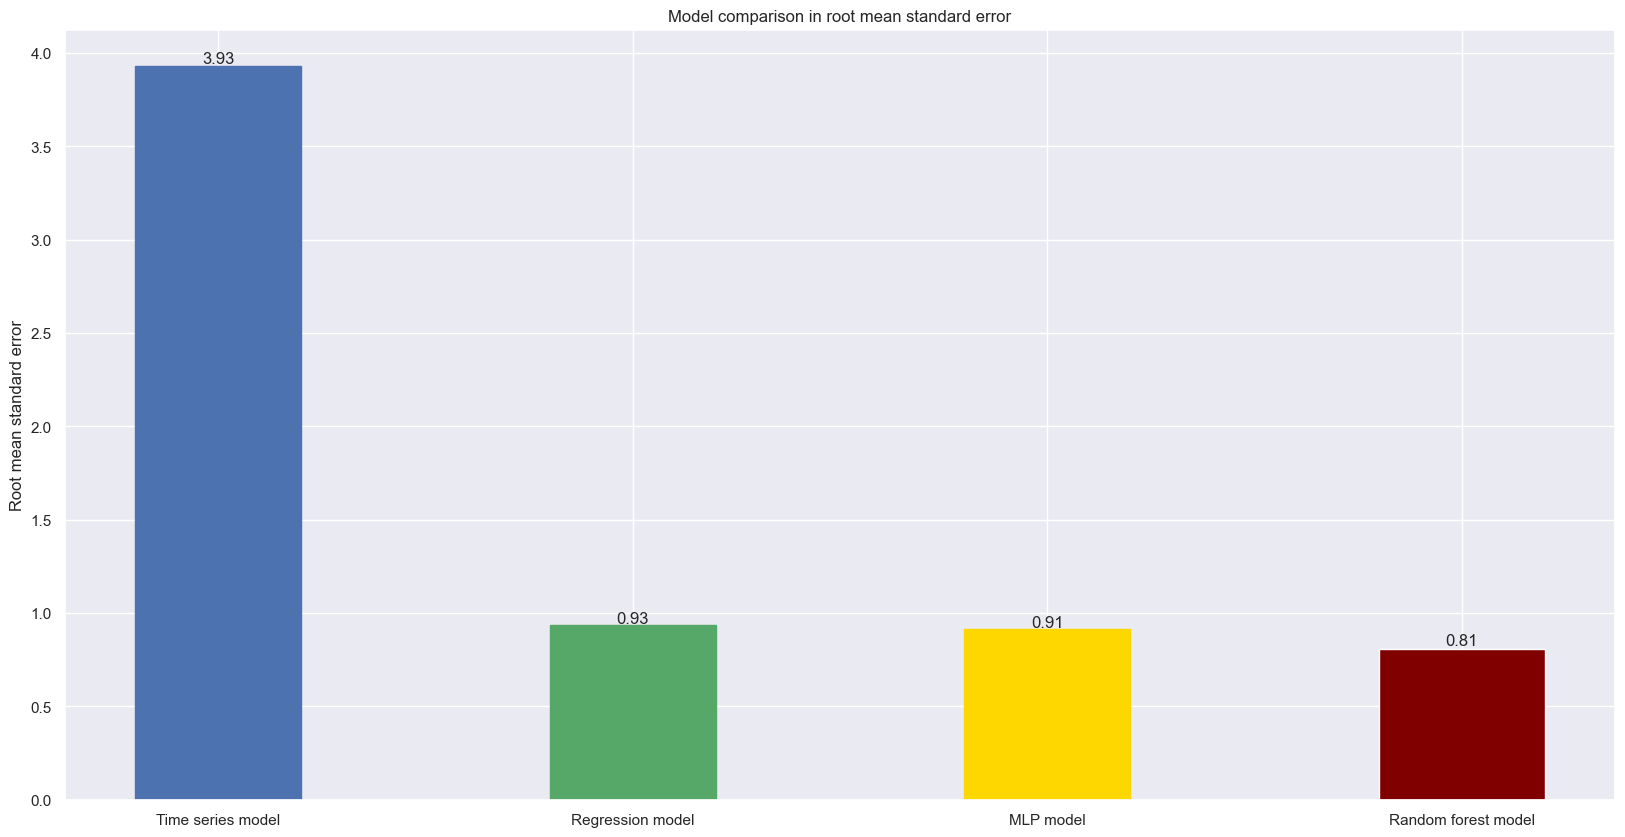 Model comparison in root mean standard error
Root mean standard error
4.0
3.5
3.0
2.5
2.0
1.5
1.0
0.5
0.0
3.93
0.93
0.91
0.81
Time series model
Regression model
MLP model
Random forest model